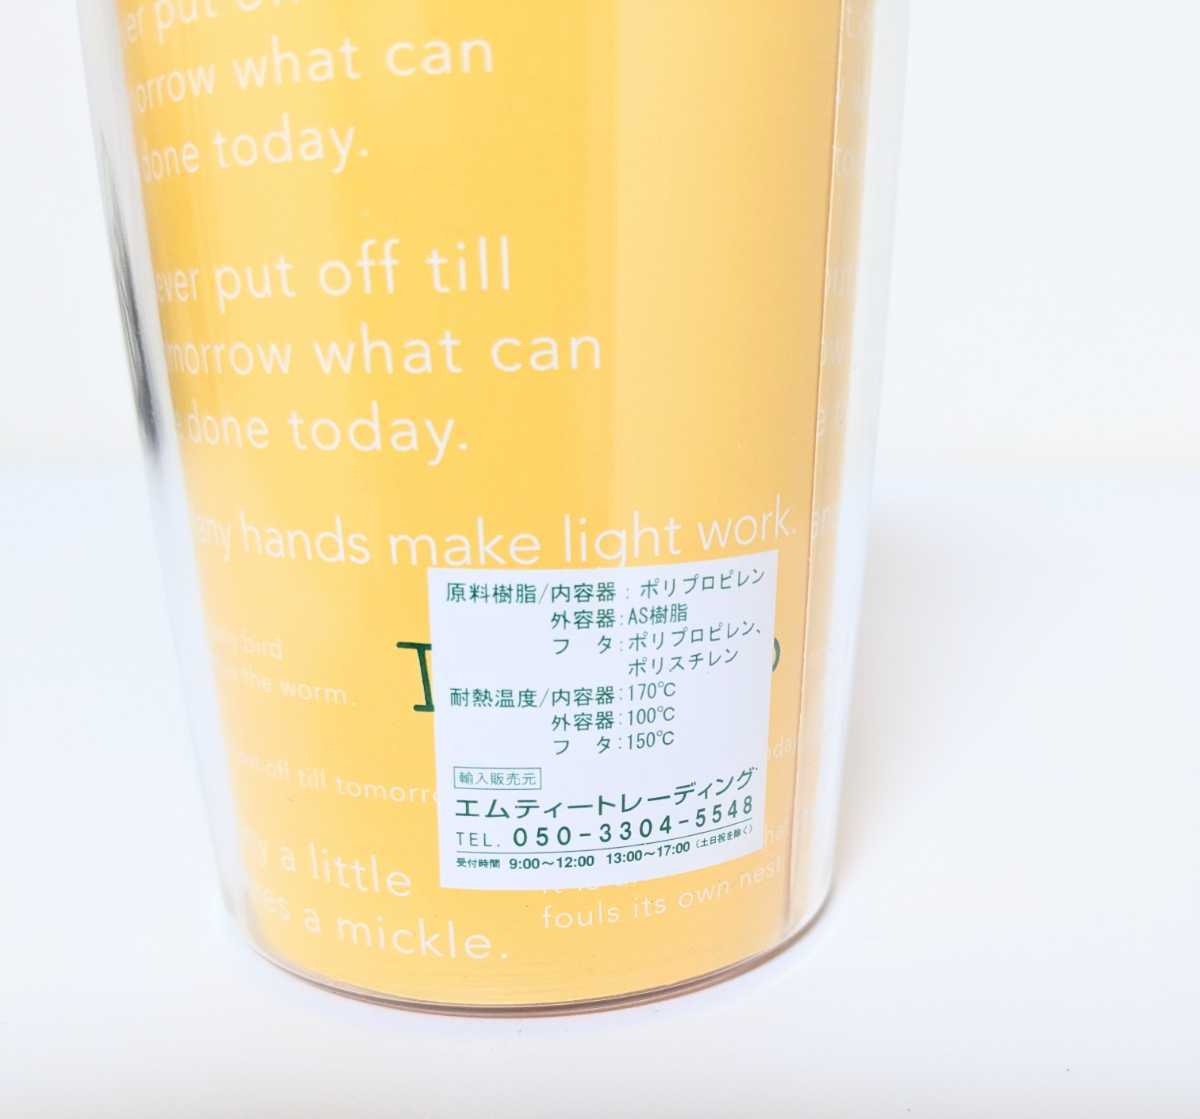 put
what can
done today.
put off till
what can
done today.
hands make light work.
bird
the worm.
till
a little
a mickle.
fouls its own nest
原料樹脂/内容器：ポリプロピレン
外容器：AS樹脂
フ　タ：ポリプロピレン、
ポリスチレン
耐熱温度/内容器：170℃
外容器：100℃
フ　タ：150℃
輸入販売元
エムティートレーディング
TEL. 050-3304-5548
受付時間 9:00～12:00 13:00～17:00（土日祝を除く）